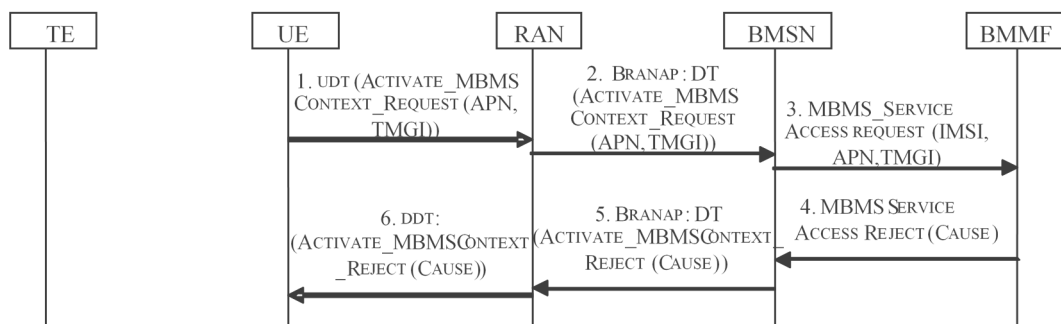 TE
UE
RAN
BMSN
BMMF
1. UDT (ACTIVATE_MBMS
CONTEXT_REQUEST (APN,
TMGI))
2. BRANAP: DT
(ACTIVATE_MBMS
CONTEXT_REQUEST
(APN,TMGI))
3. MBMS_SERVICE
ACCESS REQUEST (IMSI,
APN,TMGI)
4. MBMS SERVICE
ACCESS REJECT (CAUSE)
5. BRANAP: DT
(ACTIVATE_MBMSCONTEXT_
REJECT (CAUSE))
6. DDT:
(ACTIVATE_MBMSCONTEXT
_REJECT (CAUSE))